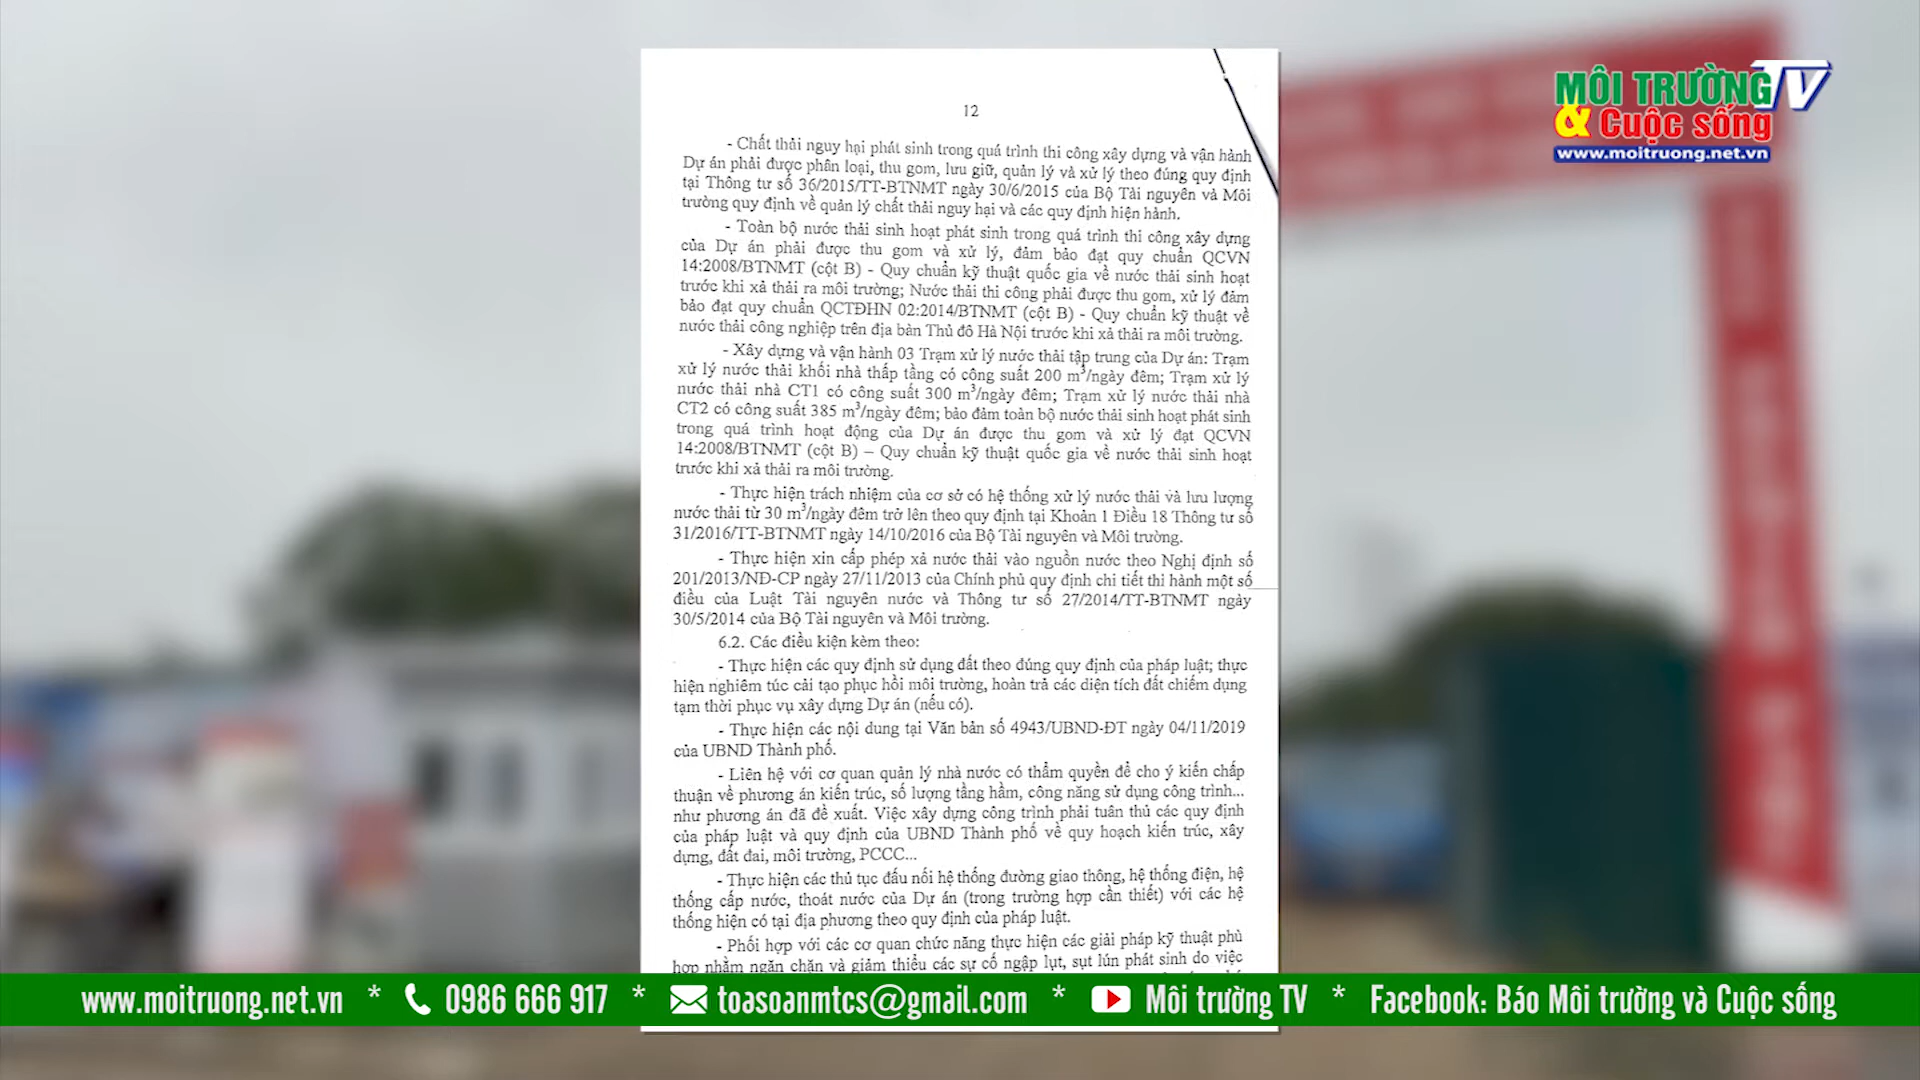 MÔI TRƯỜNG TV
& Cuộc sống
www.moitruong.net.vn
12
- Chất thải nguy hại phát sinh trong quá trình thi công xây dựng và vận hành
Dự án phải được phân loại, thu gom, lưu giữ, quản lý và xử lý theo đúng quy định
tại Thông tư số 36/2015/TT-BTNMT ngày 30/6/2015 của Bộ Tài nguyên và Môi
trường quy định về quản lý chất thải nguy hại và các quy định hiện hành.
- Toàn bộ nước thải sinh hoạt phát sinh trong quá trình thi công xây dựng
của Dự án phải được thu gom và xử lý, đảm bảo đạt quy chuẩn QCVN
14:2008/BTNMT (cột B) - Quy chuẩn kỹ thuật quốc gia về nước thải sinh hoạt
trước khi xả thải ra môi trường; Nước thải thi công phải được thu gom, xử lý đảm
bảo đạt quy chuẩn QCTĐHN 02:2014/BTNMT (cột B) - Quy chuẩn kỹ thuật về
nước thải công nghiệp trên địa bàn Thủ đô Hà Nội trước khi xả thải ra môi trường.
- Xây dựng và vận hành 03 Trạm xử lý nước thải tập trung của Dự án: Trạm
xử lý nước thải khối nhà thấp tầng có công suất 200 m³/ngày đêm; Trạm xử lý
nước thải nhà CT1 có công suất 300 m³/ngày đêm; Trạm xử lý nước thải nhà
CT2 có công suất 385 m³/ngày đêm; bảo đảm toàn bộ nước thải sinh hoạt phát sinh
trong quá trình hoạt động của Dự án được thu gom và xử lý đạt QCVN
14:2008/BTNMT (cột B) – Quy chuẩn kỹ thuật quốc gia về nước thải sinh hoạt
trước khi xả thải ra môi trường.
- Thực hiện trách nhiệm của cơ sở có hệ thống xử lý nước thải và lưu lượng
nước thải từ 30 m³/ngày đêm trở lên theo quy định tại Khoản 1 Điều 18 Thông tư số
31/2016/TT-BTNMT ngày 14/10/2016 của Bộ Tài nguyên và Môi trường.
- Thực hiện xin cấp phép xả nước thải vào nguồn nước theo Nghị định số
201/2013/NĐ-CP ngày 27/11/2013 của Chính phủ quy định chi tiết thi hành một số
điều của Luật Tài nguyên nước và Thông tư số 27/2014/TT-BTNMT ngày
30/5/2014 của Bộ Tài nguyên và Môi trường.
6.2. Các điều kiện kèm theo:
- Thực hiện các quy định sử dụng đất theo đúng quy định của pháp luật; thực
hiện nghiêm túc cải tạo phục hồi môi trường, hoàn trả các diện tích đất chiếm dụng
tạm thời phục vụ xây dựng Dự án (nếu có).
- Thực hiện các nội dung tại Văn bản số 4943/UBND-ĐT ngày 04/11/2019
của UBND Thành phố.
- Liên hệ với cơ quan quản lý nhà nước có thẩm quyền để cho ý kiến chấp
thuận về phương án kiến trúc, số lượng tầng hầm, công năng sử dụng công trình...
như phương án đã đề xuất. Việc xây dựng công trình phải tuân thủ các quy định
của pháp luật và quy định của UBND Thành phố về quy hoạch kiến trúc, xây
dựng, đất đai, môi trường, PCCC...
- Thực hiện các thủ tục đấu nối hệ thống đường giao thông, hệ thống điện, hệ
thống cấp nước, thoát nước của Dự án (trong trường hợp cần thiết) với các hệ
thống hiện có tại địa phương theo quy định của pháp luật.
- Phối hợp với các cơ quan chức năng thực hiện các giải pháp kỹ thuật phù
hợp nhằm ngăn chặn và giảm thiểu các sự cố ngập lụt, sụt lún phát sinh do việc
www.moitruong.net.vn * 0986 666 917 * toasoanmtcs@gmail.com * Môi trường TV * Facebook: Báo Môi trường và Cuộc sống